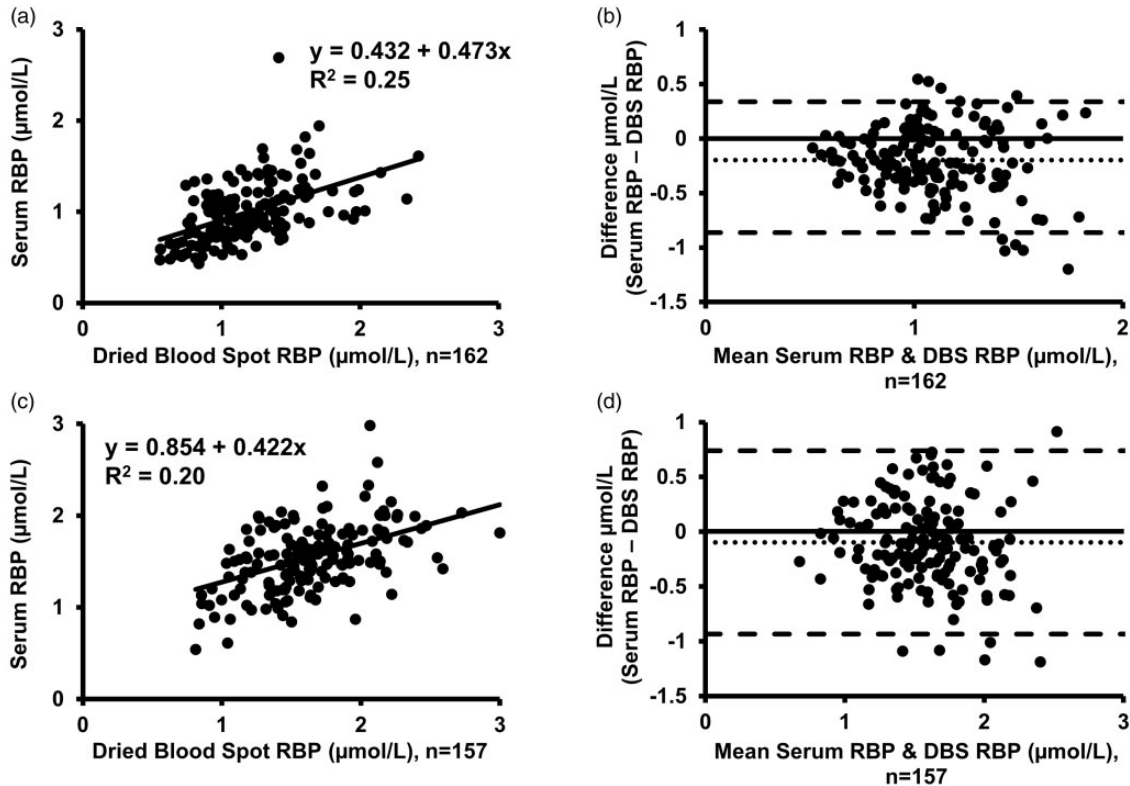 (a)
3
2
1
0
0
1
2
3
Serum RBP (µmol/L)
y = 0.432 + 0.473x
R² = 0.25
Dried Blood Spot RBP (µmol/L), n=162
(b)
1
0.5
0
-0.5
-1
-1.5
0
1
2
Difference µmol/L
(Serum RBP – DBS RBP)
Mean Serum RBP & DBS RBP (µmol/L),
n=162
(c)
3
2
1
0
0
1
2
3
Serum RBP (µmol/L)
y = 0.854 + 0.422x
R² = 0.20
Dried Blood Spot RBP (µmol/L), n=157
(d)
1
0.5
0
-0.5
-1
-1.5
0
1
2
3
Difference µmol/L
(Serum RBP – DBS RBP)
Mean Serum RBP & DBS RBP (µmol/L),
n=157